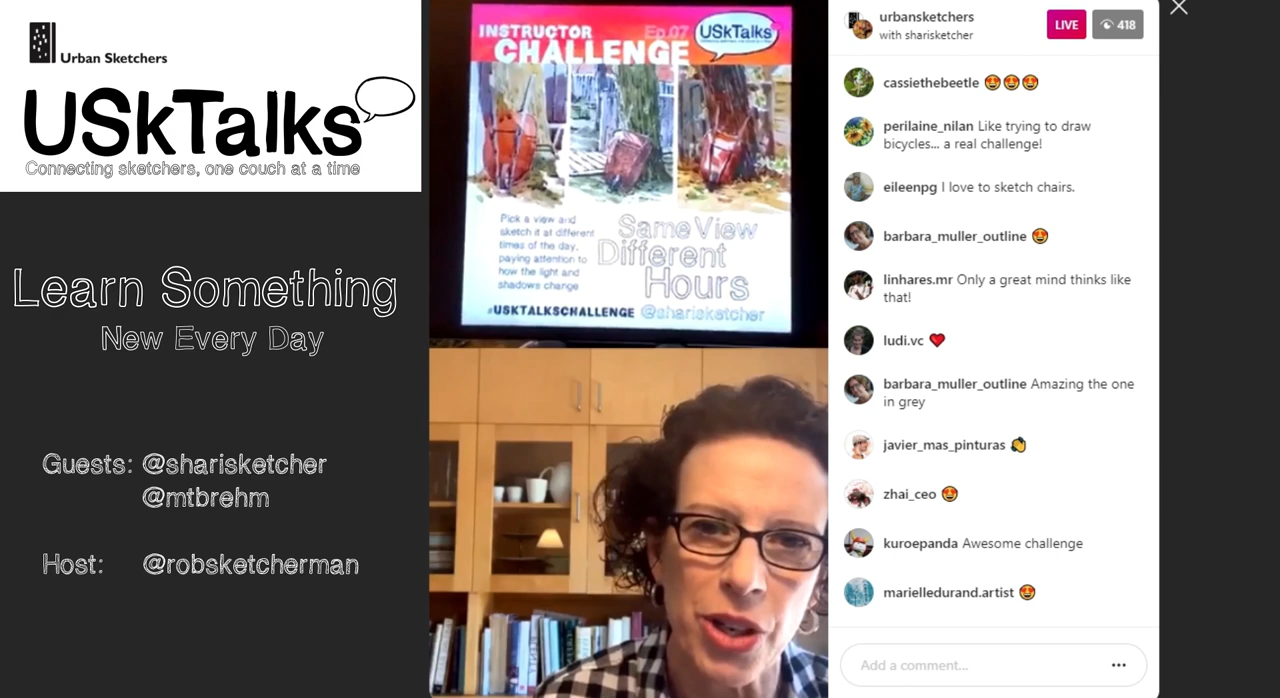 Urban Sketchers
USkTalks
Connecting sketchers, one couch at a time
Learn Something
New Every Day
Guests: @sharisketcher
@mtbrehm
Host: @robsketcherman
INSTRUCTOR
CHALLENGE
Ep.07
USkTalks
Pick a view and
sketch it at different
times of the day,
paying attention to
how the light and
shadows change
Same View
Different
Hours
#USKTALKSCHALLENGE @sharisketcher
urbansketchers
with sharisketcher
LIVE
418
cassiethebeetle 😍😍😍
perilaine_nilan Like trying to draw
bicycles... a real challenge!
eileenpg I love to sketch chairs.
barbara_muller_outline 😍
linhares.mr Only a great mind thinks like
that!
ludi.vc ❤️
barbara_muller_outline Amazing the one
in grey
javier_mas_pinturas 👏
zhai_ceo 😍
kuroepanda Awesome challenge
marielledurand.artist 😍
Add a comment...